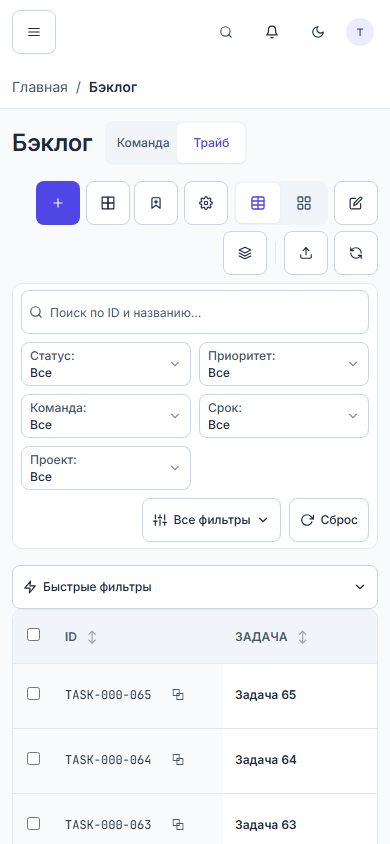 T
Главная / Бэклог
Бэклог
Команда Трайб
Поиск по ID и названию...
Статус: Приоритет:
Все Все
Команда: Срок:
Все Все
Проект:
Все
Все фильтры Сброс
Быстрые фильтры
ID ЗАДАЧА
TASK-000-065 Задача 65
TASK-000-064 Задача 64
TASK-000-063 Задача 63